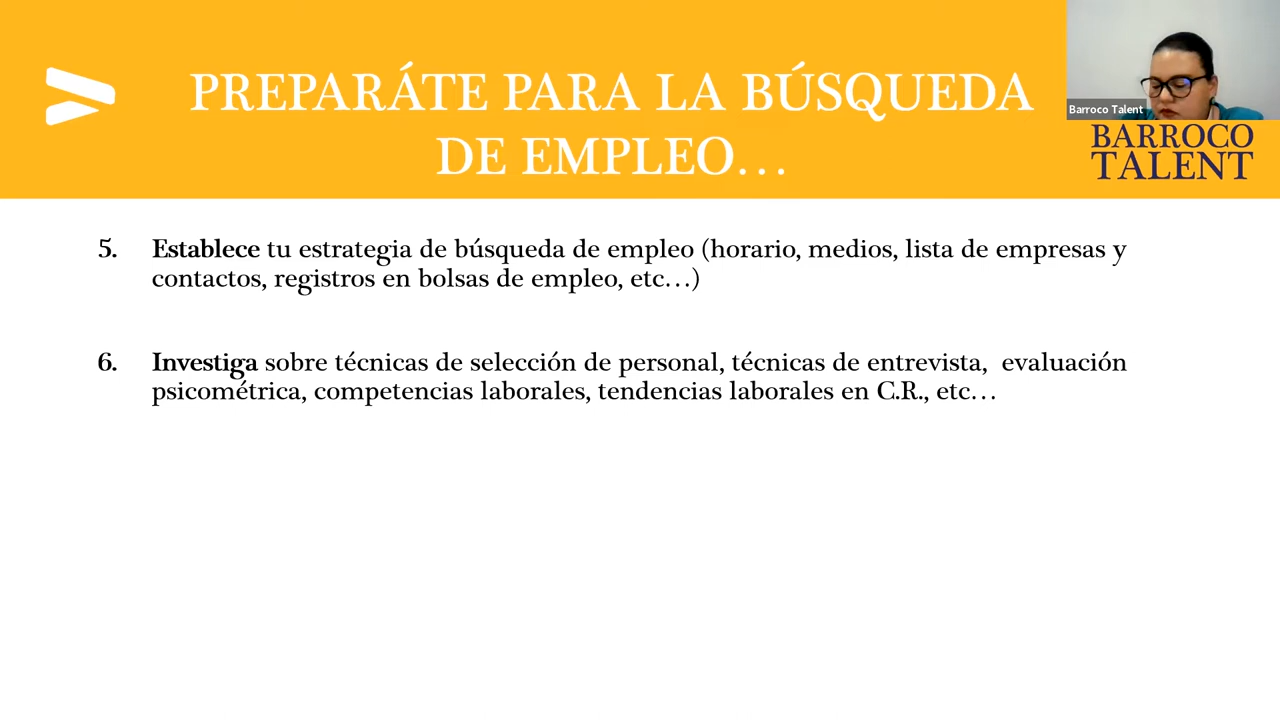 PREPARÁTE PARA LA BÚSQUEDA
DE EMPLEO...
Barroco Talent
BARROCO
TALENT
5. Establece tu estrategia de búsqueda de empleo (horario, medios, lista de empresas y
contactos, registros en bolsas de empleo, etc...)
6. Investiga sobre técnicas de selección de personal, técnicas de entrevista,  evaluación
psicométrica, competencias laborales, tendencias laborales en C.R., etc...